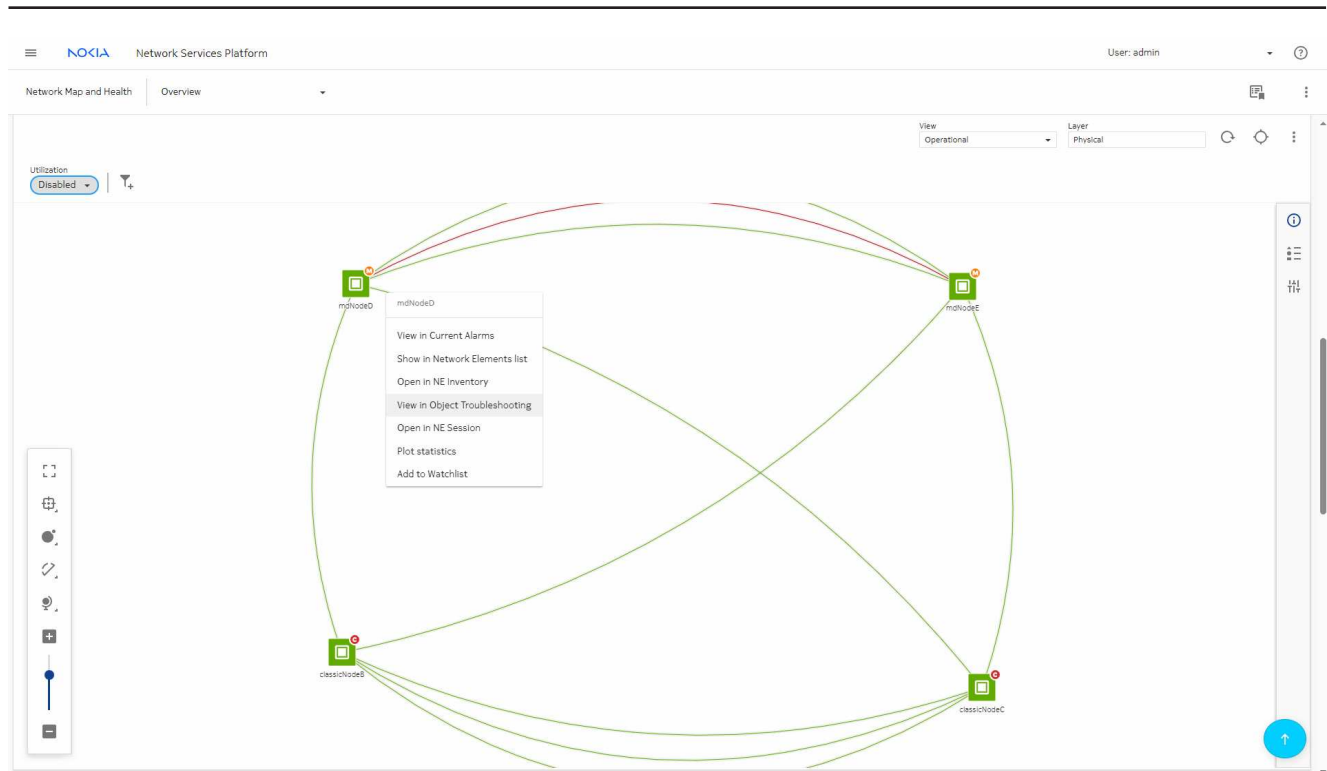 NOKIA Network Services Platform User: admin
Network Map and Health Overview
View Layer
Operational Physical
Utilization
Disabled
M
M
mdNodeD
mdNodeE
mdNodeD
View in Current Alarms
Show in Network Elements list
Open in NE Inventory
View in Object Troubleshooting
Open in NE Session
Plot statistics
Add to Watchlist
C
classicNodeB
C
classicNodeC